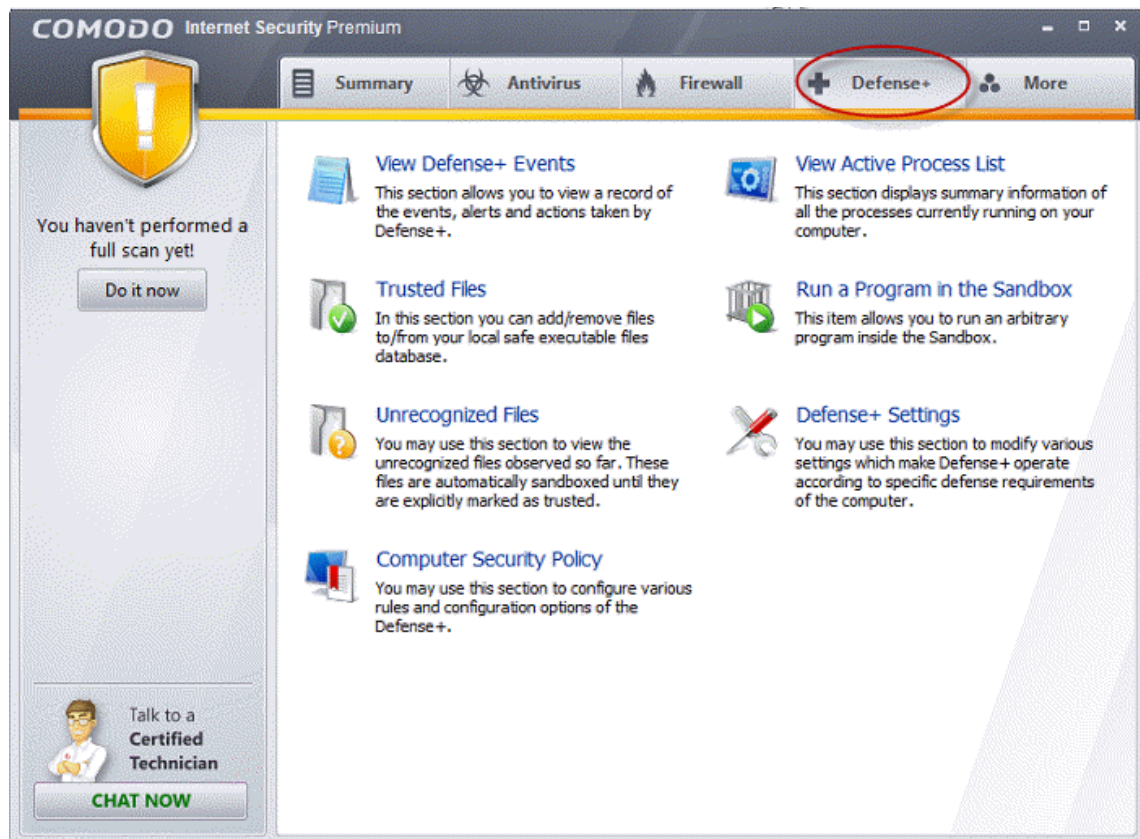 COMODO Internet Security Premium
Summary
Antivirus
Firewall
Defense+
More
You haven't performed a
full scan yet!
Do it now
View Defense+ Events
This section allows you to view a record of
the events, alerts and actions taken by
Defense+.
View Active Process List
This section displays summary information of
all the processes currently running on your
computer.
Trusted Files
In this section you can add/remove files
to/from your local safe executable files
database.
Run a Program in the Sandbox
This item allows you to run an arbitrary
program inside the Sandbox.
Unrecognized Files
You may use this section to view the
unrecognized files observed so far. These
files are automatically sandboxed until they
are explicitly marked as trusted.
Defense+ Settings
You may use this section to modify various
settings which make Defense+ operate
according to specific defense requirements
of the computer.
Computer Security Policy
You may use this section to configure various
rules and configuration options of the
Defense+.
Talk to a
Certified
Technician
CHAT NOW